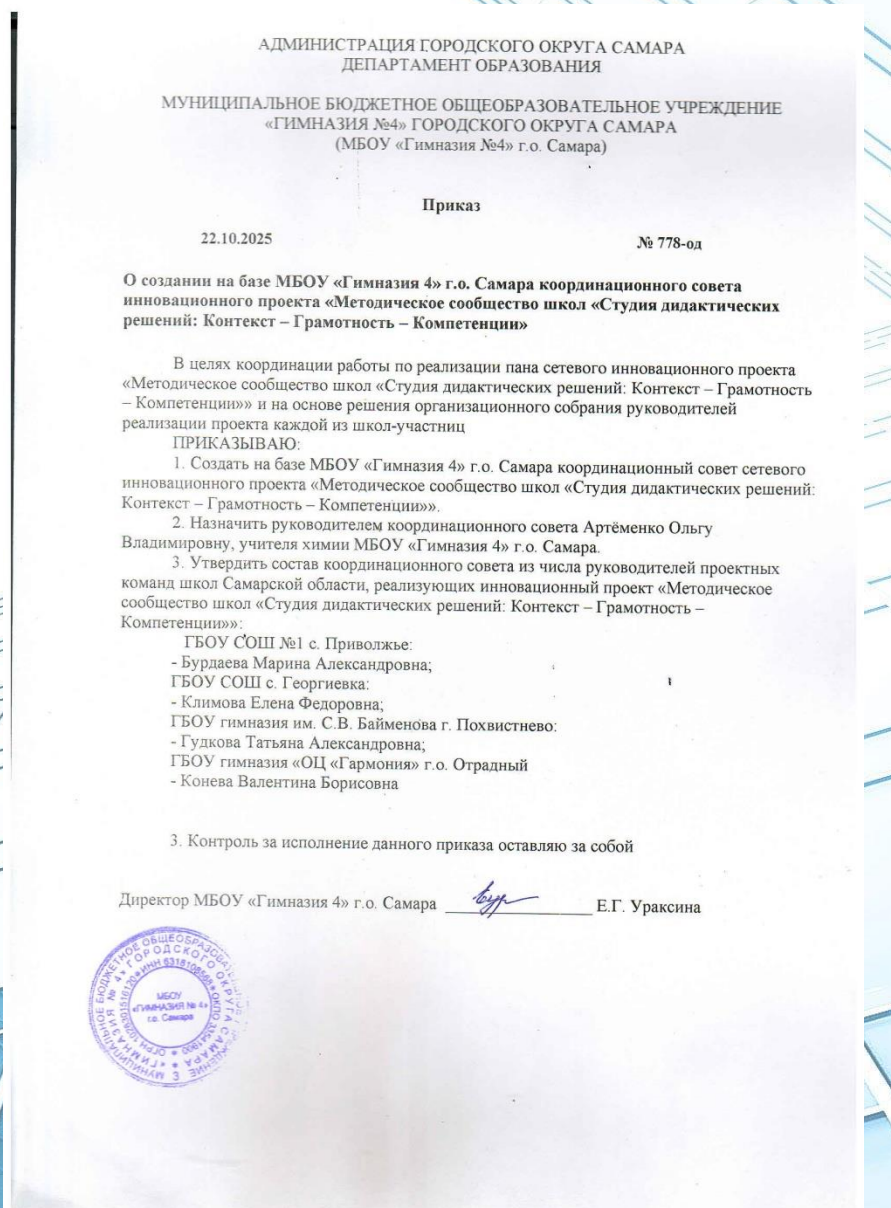 АДМИНИСТРАЦИЯ ГОРОДСКОГО ОКРУГА САМАРА
ДЕПАРТАМЕНТ ОБРАЗОВАНИЯ
МУНИЦИПАЛЬНОЕ БЮДЖЕТНОЕ ОБЩЕОБРАЗОВАТЕЛЬНОЕ УЧРЕЖДЕНИЕ
«ГИМНАЗИЯ №4» ГОРОДСКОГО ОКРУГА САМАРА
(МБОУ «Гимназия №4» г.о. Самара)
Приказ
22.10.2025 № 778-од
О создании на базе МБОУ «Гимназия 4» г.о. Самара координационного совета
инновационного проекта «Методическое сообщество школ «Студия дидактических
решений: Контекст – Грамотность – Компетенции»
В целях координации работы по реализации пана сетевого инновационного проекта
«Методическое сообщество школ «Студия дидактических решений: Контекст – Грамотность
– Компетенции»» и на основе решения организационного собрания руководителей
реализации проекта каждой из школ-участниц
ПРИКАЗЫВАЮ:
1. Создать на базе МБОУ «Гимназия 4» г.о. Самара координационный совет сетевого
инновационного проекта «Методическое сообщество школ «Студия дидактических решений:
Контекст – Грамотность – Компетенции»».
2. Назначить руководителем координационного совета Артёменко Ольгу
Владимировну, учителя химии МБОУ «Гимназия 4» г.о. Самара.
3. Утвердить состав координационного совета из числа руководителей проектных
команд школ Самарской области, реализующих инновационный проект «Методическое
сообщество школ «Студия дидактических решений: Контекст – Грамотность –
Компетенции»»:
ГБОУ СОШ №1 с. Приволжье:
- Бурдаева Марина Александровна;
ГБОУ СОШ с. Георгиевка:
- Климова Елена Федоровна;
ГБОУ гимназия им. С.В. Байменова г. Похвистнево:
- Гудкова Татьяна Александровна;
ГБОУ гимназия «ОЦ «Гармония» г.о. Отрадный
- Конева Валентина Борисовна
3. Контроль за исполнение данного приказа оставляю за собой
Директор МБОУ «Гимназия 4» г.о. Самара Е.Г. Ураксина
МБОУ
«ГИМНАЗИЯ № 4»
г.о. Самара